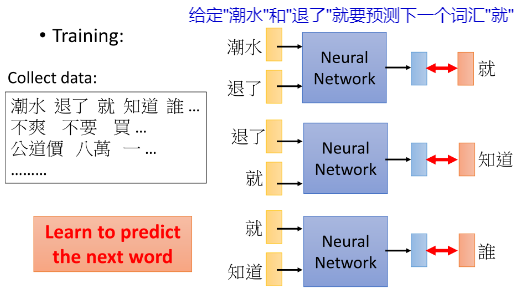 给定"潮水"和"退了"就要预测下一个词汇"就"
• Training:
Collect data:
潮水 退了 就 知道 誰 ...
不爽 不要 買 ...
公道價 八萬 一 ...
.........
Learn to predict
the next word
潮水
退了
Neural
Network
就
退了
就
Neural
Network
知道
就
知道
Neural
Network
誰